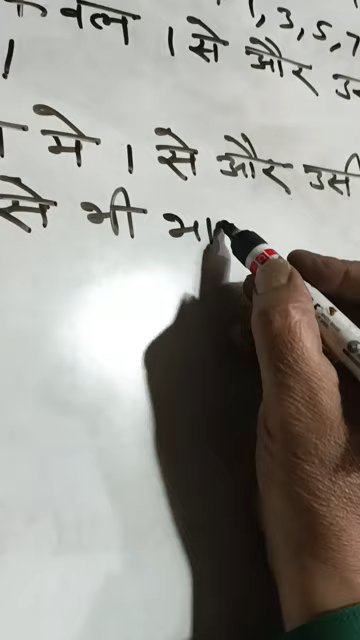 1, 3, 5, 7
वल 1 से और
।
में 1 से और उसी
से भी भा